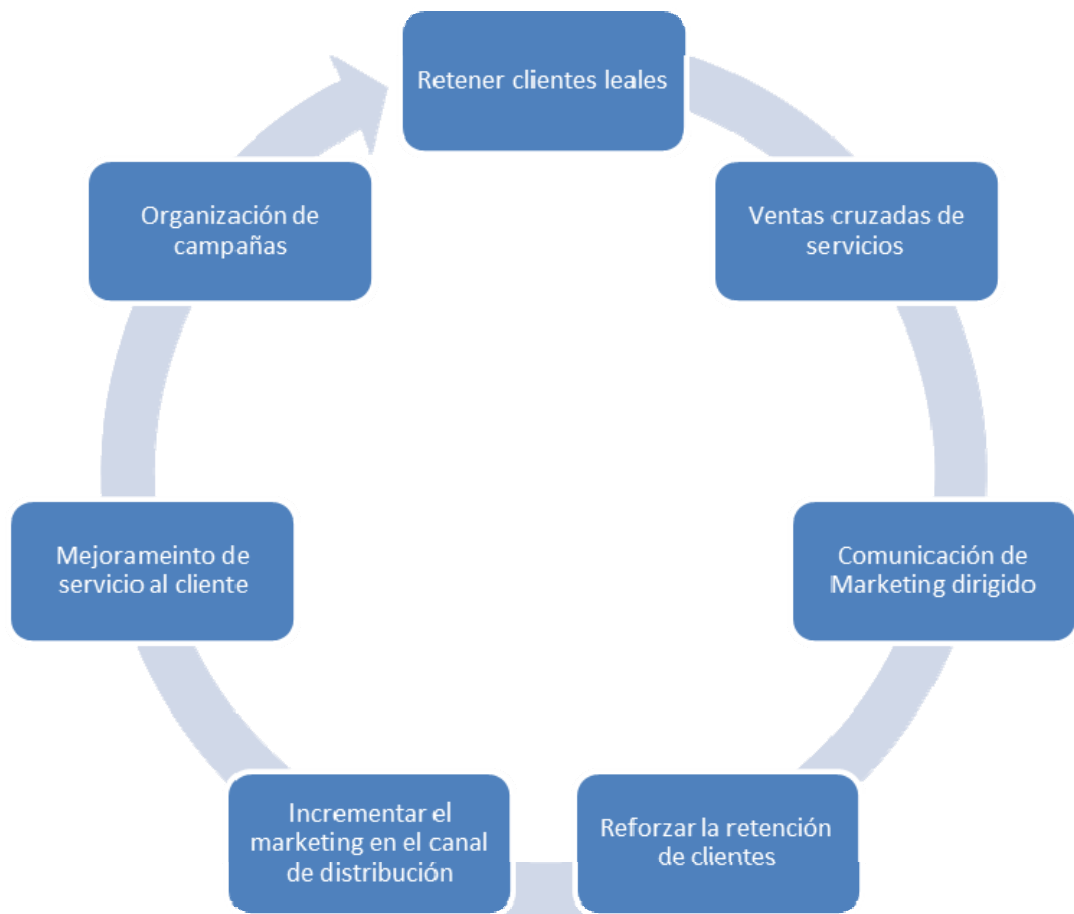 Retener clientes leales
Ventas cruzadas de
servicios
Comunicación de
Marketing dirigido
Reforzar la retención
de clientes
Incrementar el
marketing en el canal
de distribución
Mejorameinto de
servicio al cliente
Organización de
campañas